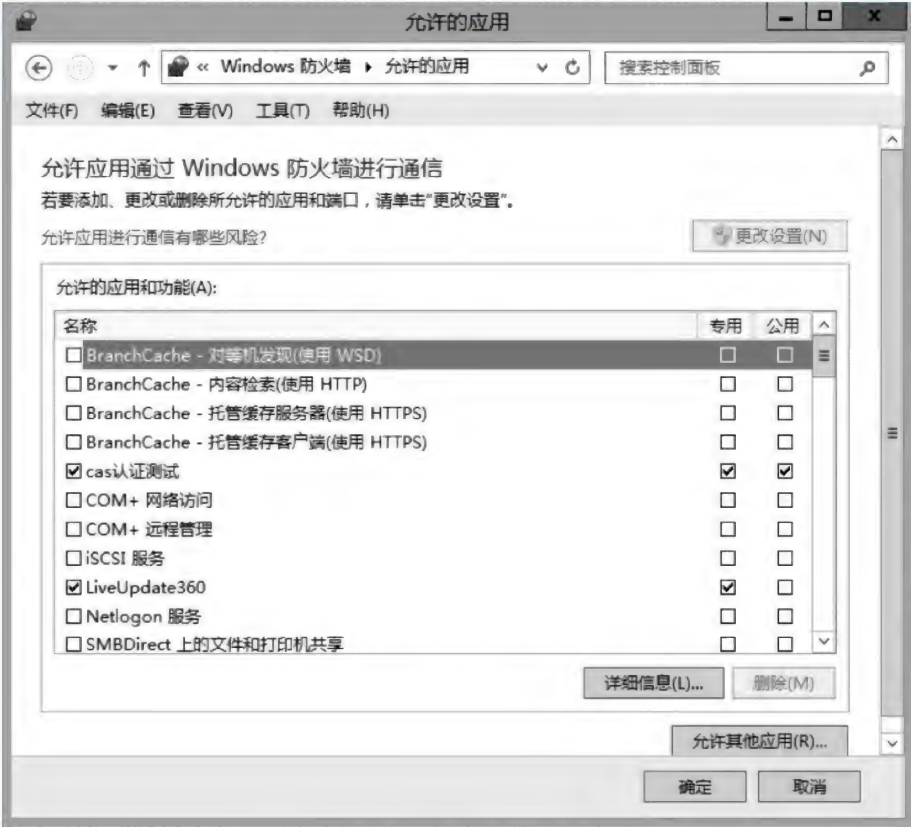 允许的应用
« Windows 防火墙 ▸ 允许的应用
搜索控制面板
文件(F) 编辑(E) 查看(V) 工具(T) 帮助(H)
允许应用通过 Windows 防火墙进行通信
若要添加、更改或删除所允许的应用和端口，请单击"更改设置"。
允许应用进行通信有哪些风险?
更改设置(N)
允许的应用和功能(A):
名称 专用 公用
BranchCache - 对等机发现(使用 WSD)
BranchCache - 内容检索(使用 HTTP)
BranchCache - 托管缓存服务器(使用 HTTPS)
BranchCache - 托管缓存客户端(使用 HTTPS)
cas认证测试
COM+ 网络访问
COM+ 远程管理
iSCSI 服务
LiveUpdate360
Netlogon 服务
SMBDirect 上的文件和打印机共享
详细信息(L)... 删除(M)
允许其他应用(R)...
确定 取消